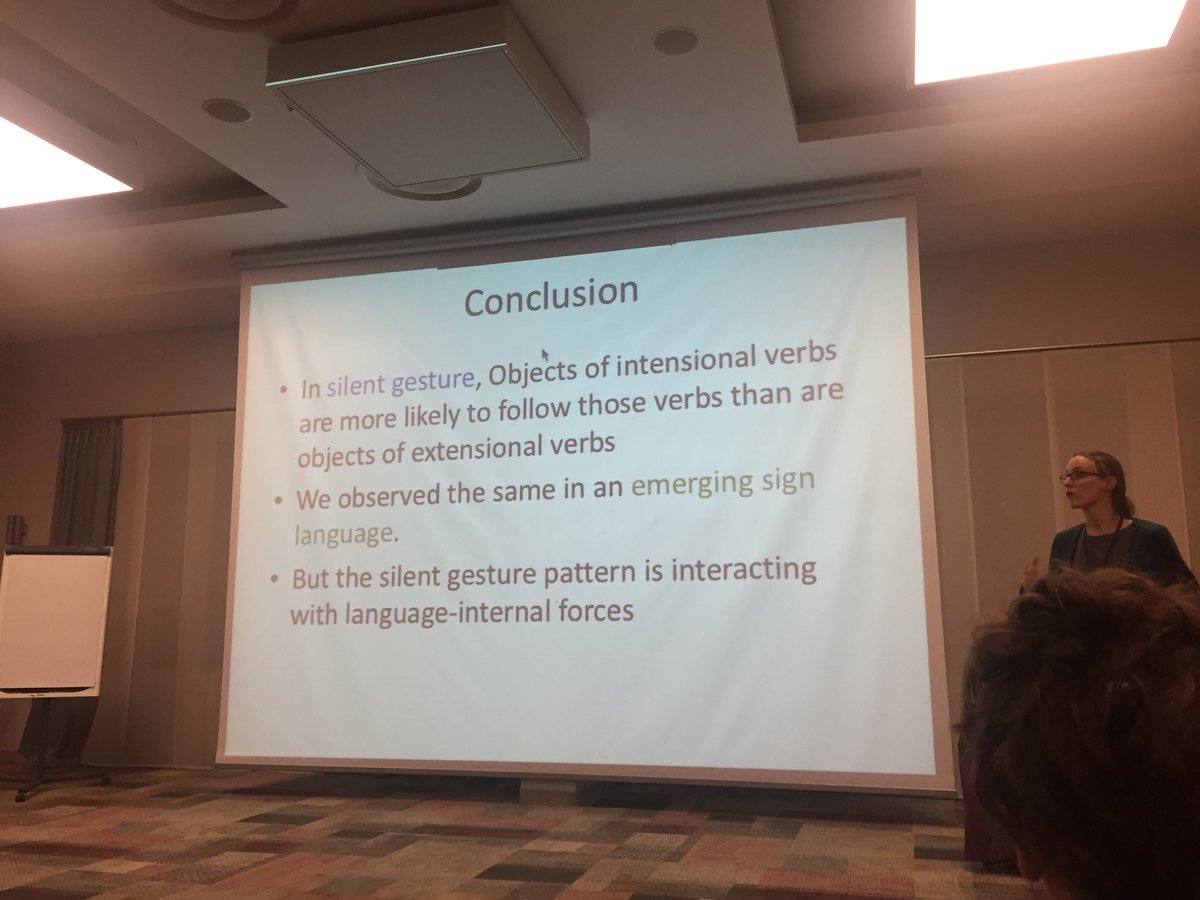 Conclusion
• In silent gesture, Objects of intensional verbs
are more likely to follow those verbs than are
objects of extensional verbs
• We observed the same in an emerging sign
language.
• But the silent gesture pattern is interacting
with language-internal forces